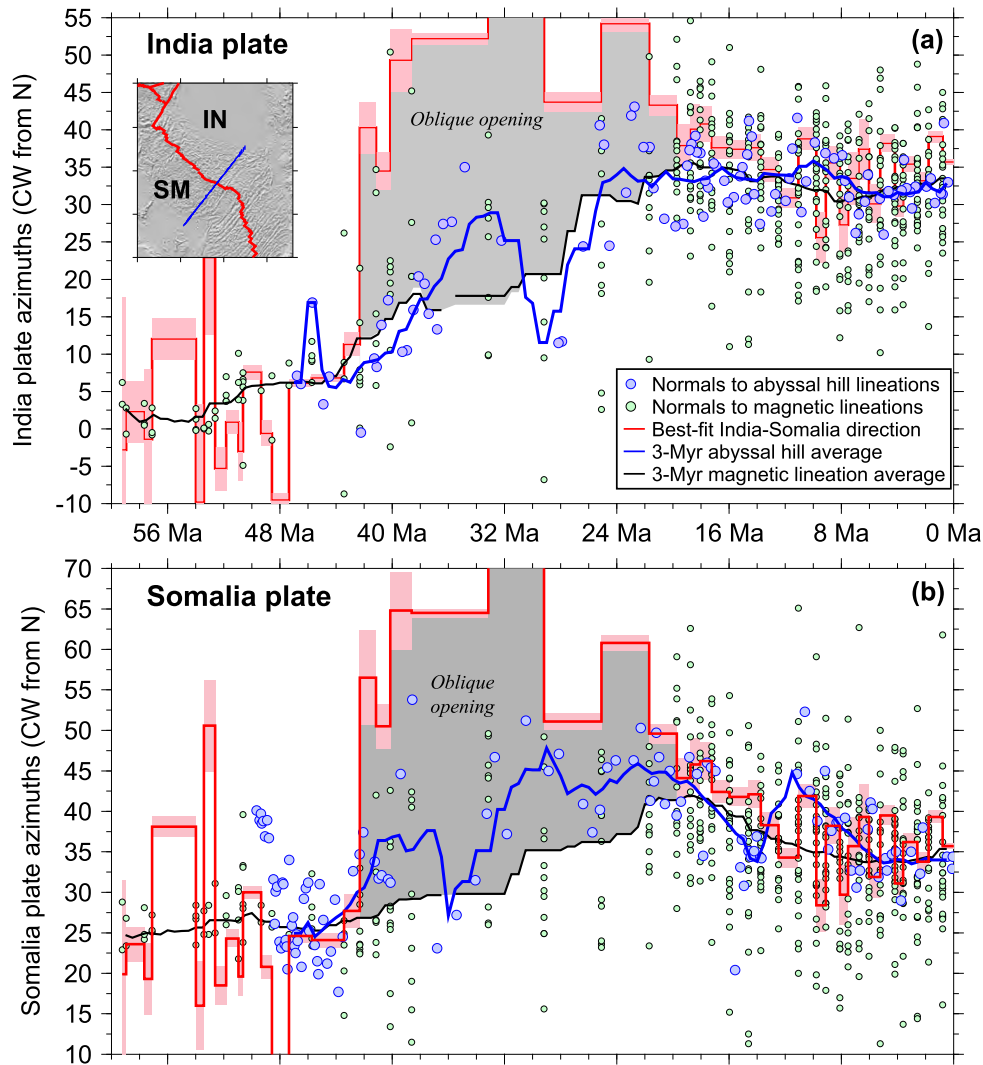 India plate
(a)
IN
SM
Oblique opening
India plate azimuths (CW from N)
55
50
45
40
35
30
25
20
15
10
5
0
-5
-10
Normals to abyssal hill lineations
Normals to magnetic lineations
Best-fit India-Somalia direction
3-Myr abyssal hill average
3-Myr magnetic lineation average
56 Ma 48 Ma 40 Ma 32 Ma 24 Ma 16 Ma 8 Ma 0 Ma
Somalia plate
(b)
Oblique
opening
Somalia plate azimuths (CW from N)
70
65
60
55
50
45
40
35
30
25
20
15
10